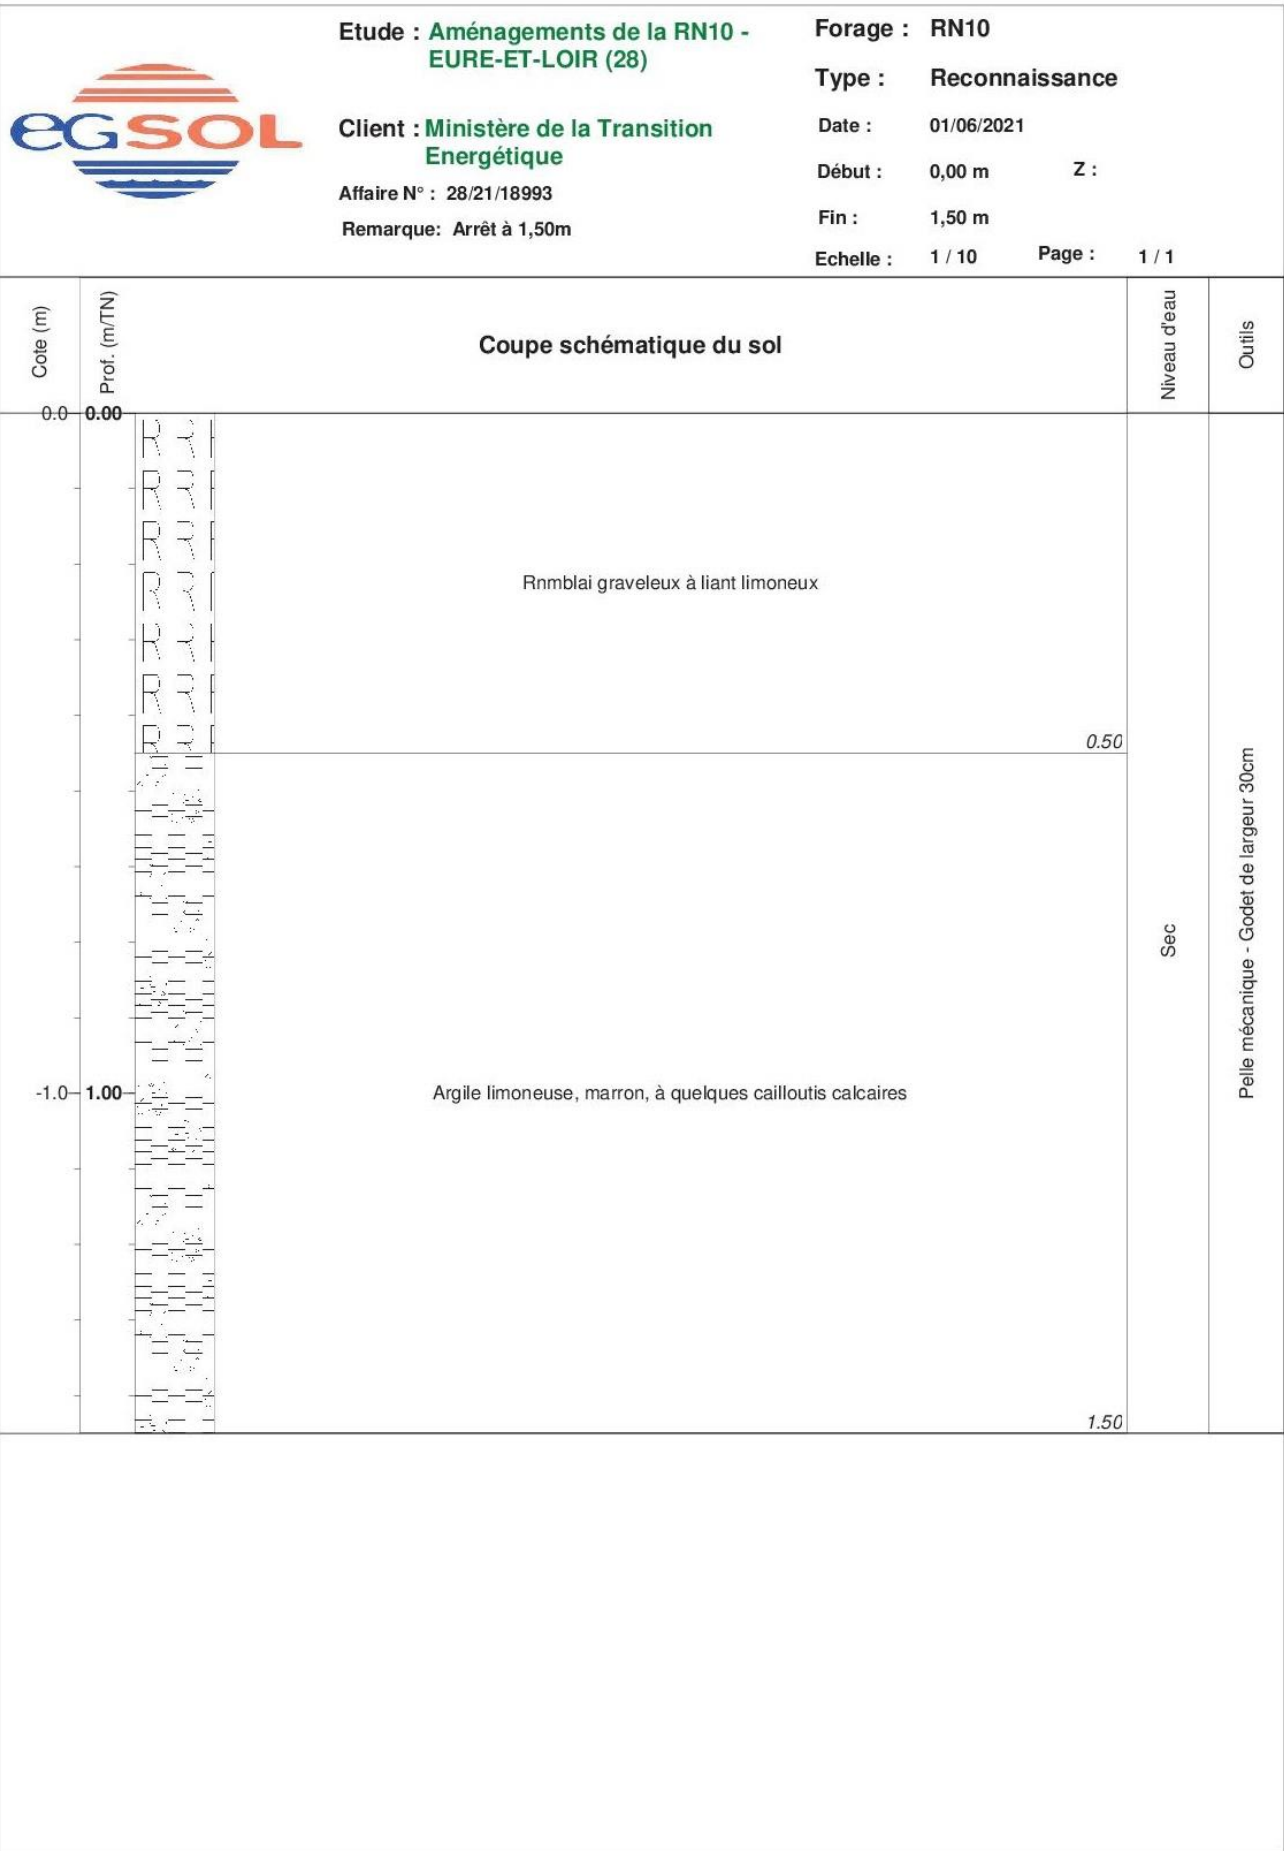 Etude : Aménagements de la RN10 -
EURE-ET-LOIR (28)
Client : Ministère de la Transition
Energétique
Affaire N° : 28/21/18993
Remarque: Arrêt à 1,50m
Forage : RN10
Type : Reconnaissance
Date : 01/06/2021
Début : 0,00 m Z :
Fin : 1,50 m
Echelle : 1 / 10 Page : 1 / 1
eGSOL
Cote (m)
Prof. (m/TN)
Coupe schématique du sol
Niveau d'eau
Outils
0.0 0.00
R R R
R R R
R R R
R R R
R R R
R R R
R R R
Rnmblai graveleux à liant limoneux
0.50
Sec
Pelle mécanique - Godet de largeur 30cm
-1.0 1.00
Argile limoneuse, marron, à quelques cailloutis calcaires
1.50